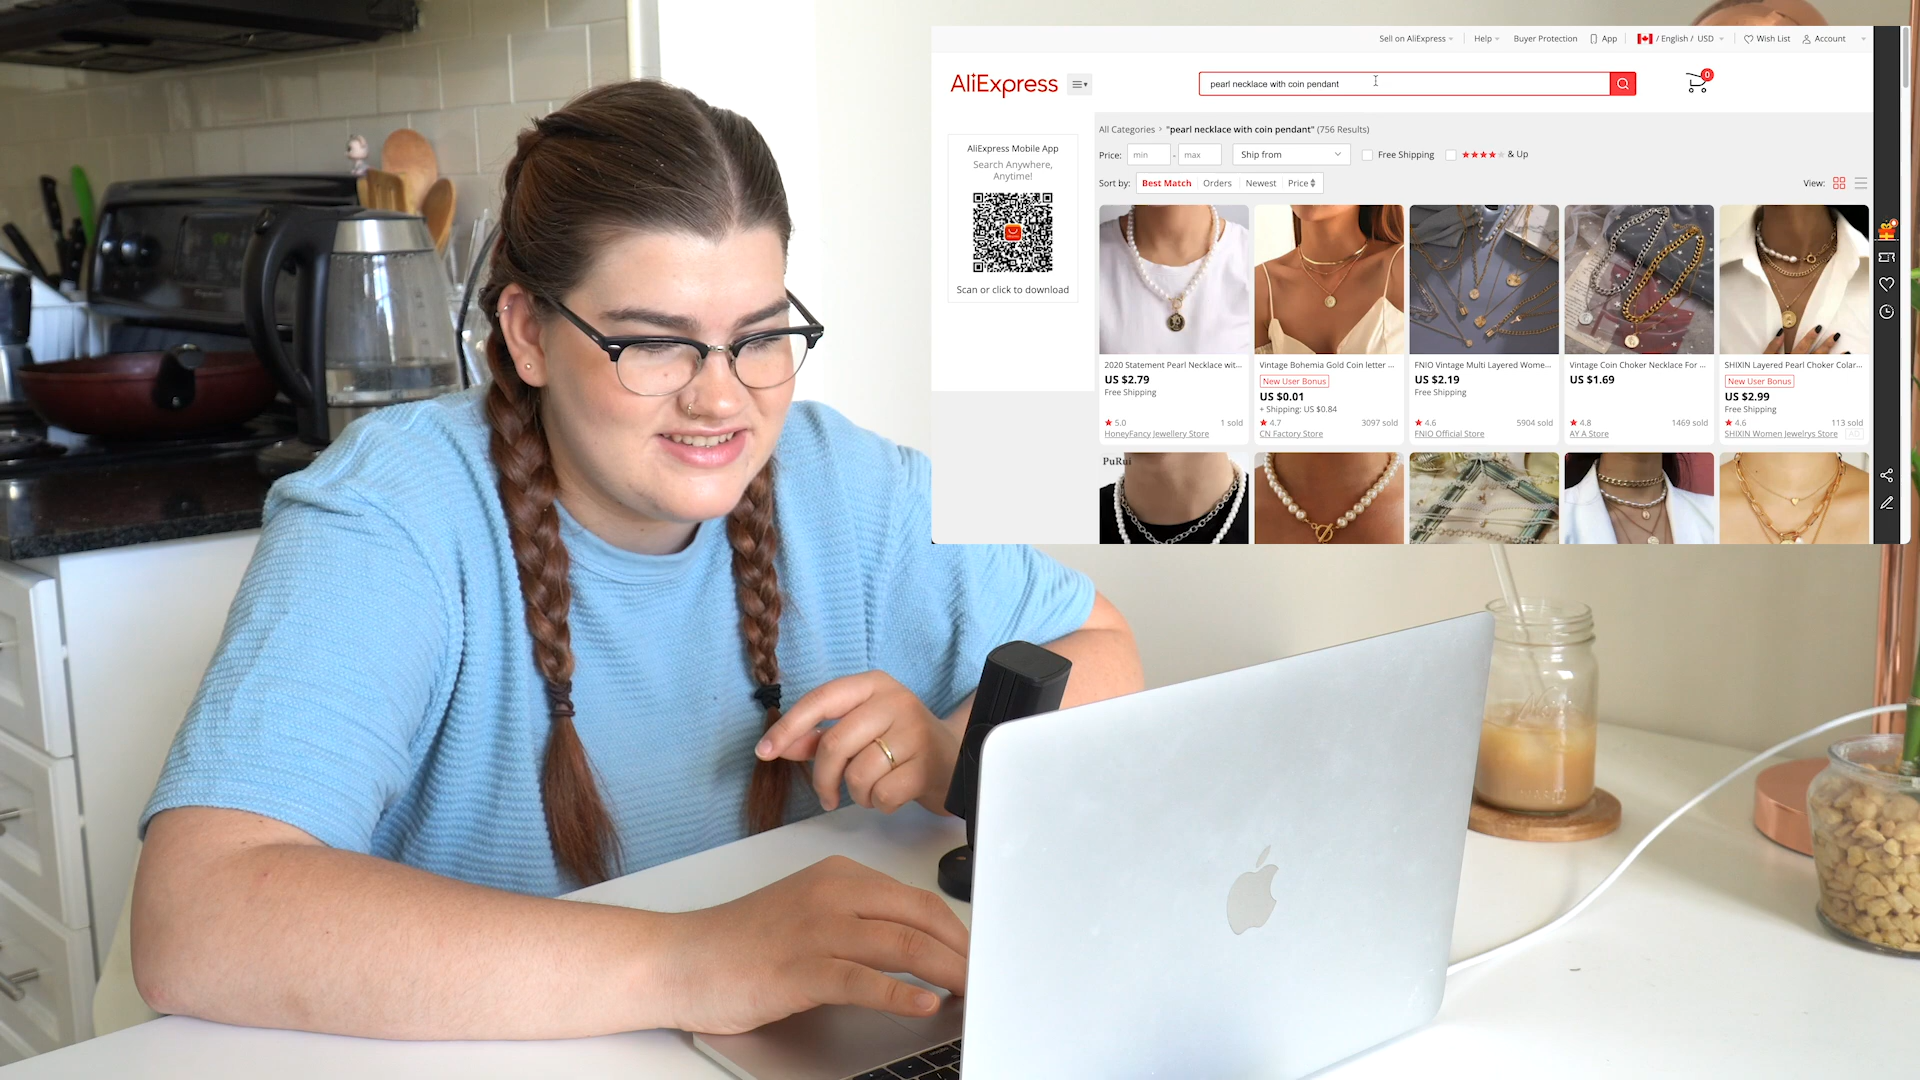 Sell on AliExpress
Help
Buyer Protection
App
/ English / USD
Wish List
Account
AliExpress
pearl necklace with coin pendant
0
All Categories > "pearl necklace with coin pendant" (756 Results)
Price: min - max
Ship from
Free Shipping
& Up
Sort by: Best Match Orders Newest Price
View:
AliExpress Mobile App
Search Anywhere,
Anytime!
Scan or click to download
2020 Statement Pearl Necklace wit...
US $2.79
Free Shipping
5.0 1 sold
HoneyFancy Jewellery Store
Vintage Bohemia Gold Coin letter ...
New User Bonus
US $0.01
+ Shipping: US $0.84
4.7 3097 sold
CN Factory Store
FNIO Vintage Multi Layered Wome...
US $2.19
Free Shipping
4.6 5904 sold
FNIO Official Store
Vintage Coin Choker Necklace For ...
US $1.69
4.8 1469 sold
AY A Store
SHIXIN Layered Pearl Choker Colar...
New User Bonus
US $2.99
Free Shipping
4.6 113 sold
SHIXIN Women Jewelrys Store AD
PuRui